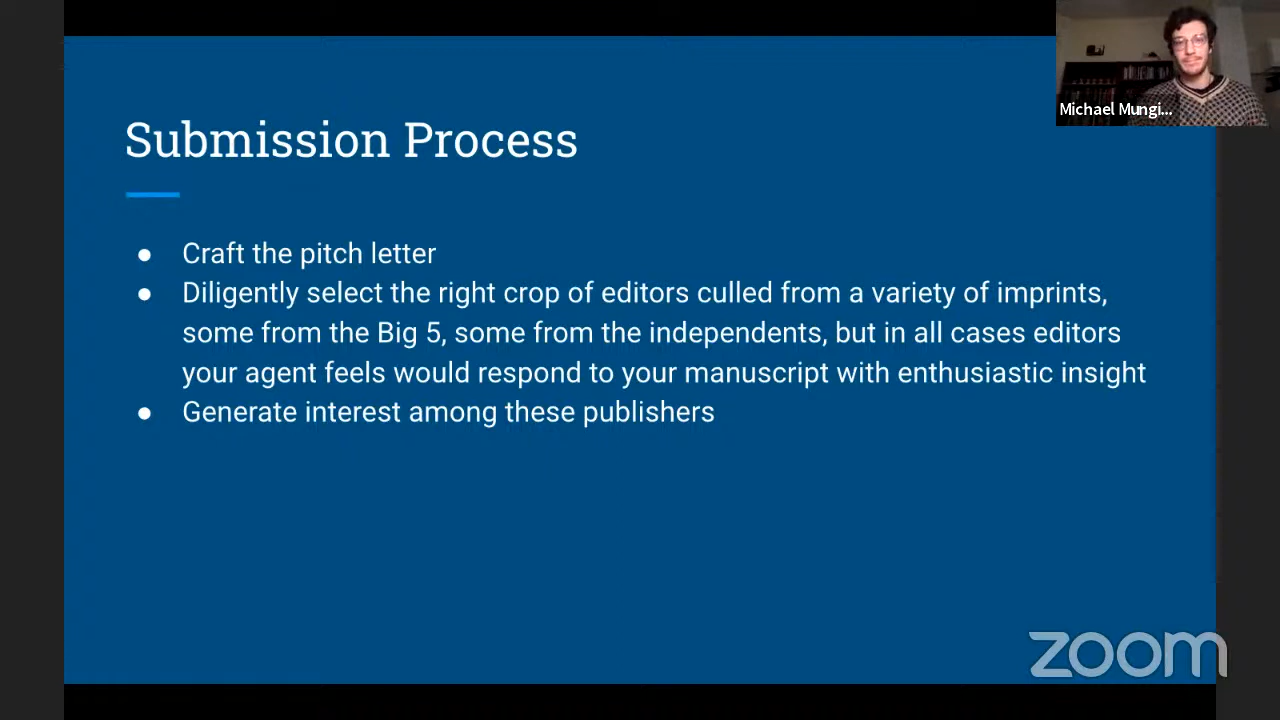 Michael Mungi...
Submission Process
● Craft the pitch letter
● Diligently select the right crop of editors culled from a variety of imprints,
some from the Big 5, some from the independents, but in all cases editors
your agent feels would respond to your manuscript with enthusiastic insight
● Generate interest among these publishers
zoom